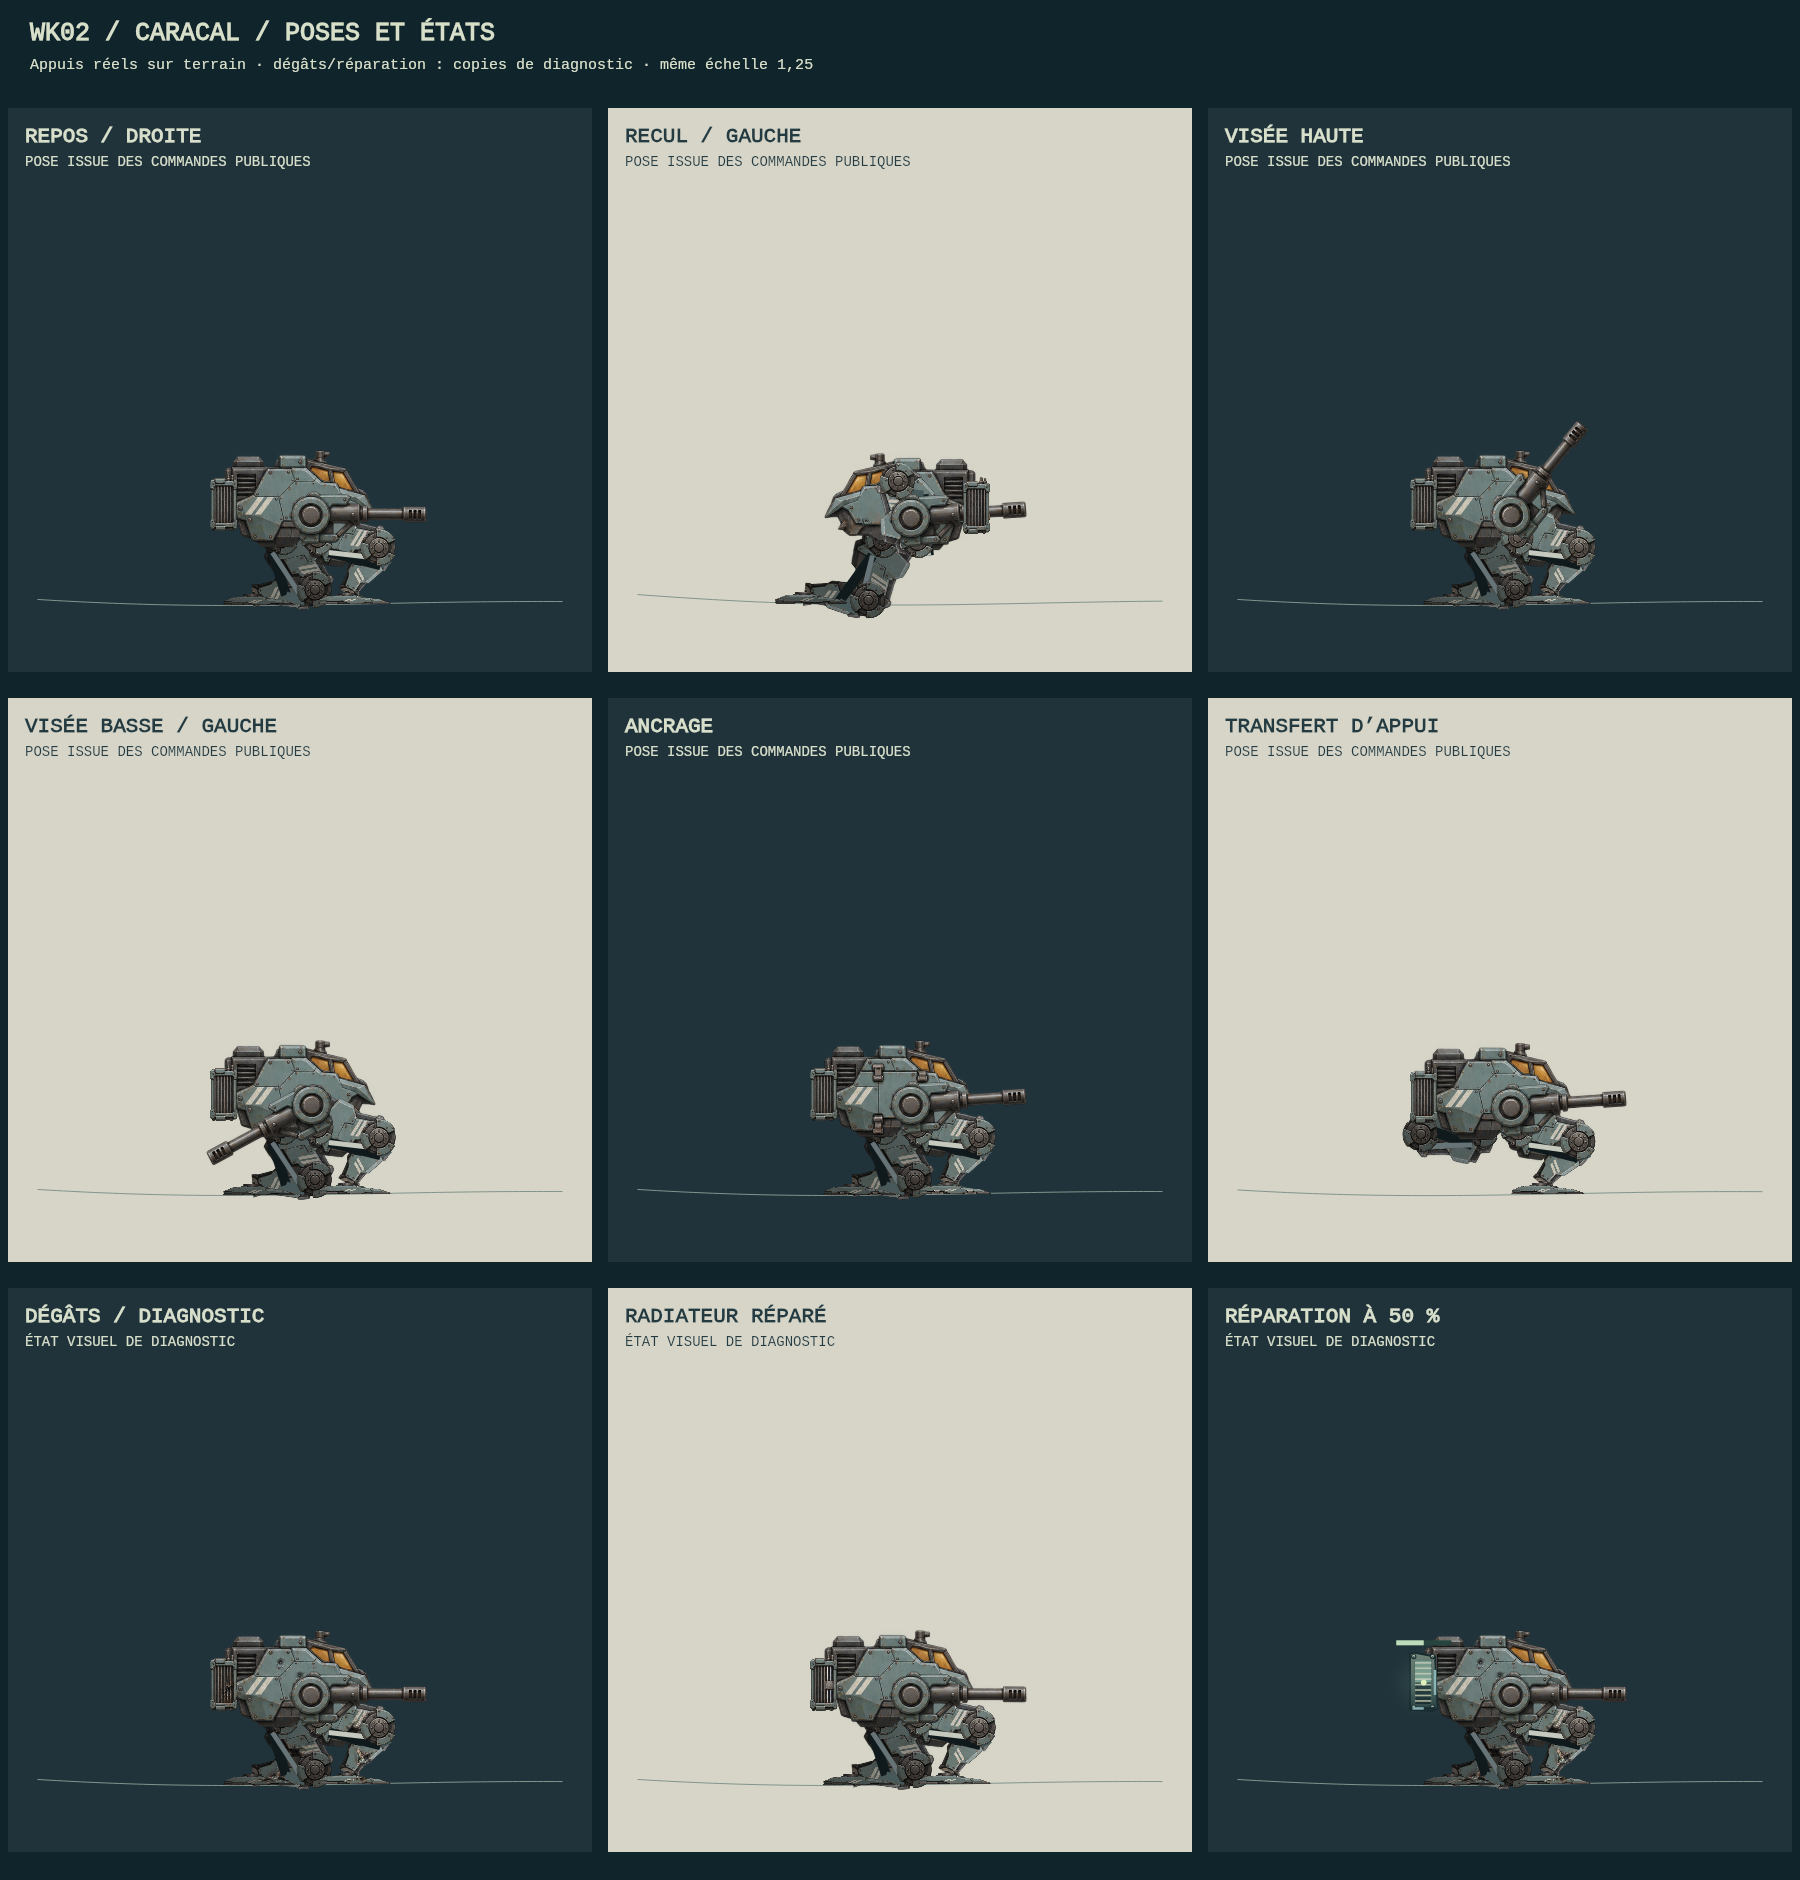 WK02 / CARACAL / POSES ET ÉTATS
Appuis réels sur terrain · dégâts/réparation : copies de diagnostic · même échelle 1,25
REPOS / DROITE
POSE ISSUE DES COMMANDES PUBLIQUES
RECUL / GAUCHE
POSE ISSUE DES COMMANDES PUBLIQUES
VISÉE HAUTE
POSE ISSUE DES COMMANDES PUBLIQUES
VISÉE BASSE / GAUCHE
POSE ISSUE DES COMMANDES PUBLIQUES
ANCRAGE
POSE ISSUE DES COMMANDES PUBLIQUES
TRANSFERT D’APPUI
POSE ISSUE DES COMMANDES PUBLIQUES
DÉGÂTS / DIAGNOSTIC
ÉTAT VISUEL DE DIAGNOSTIC
RADIATEUR RÉPARÉ
ÉTAT VISUEL DE DIAGNOSTIC
RÉPARATION À 50 %
ÉTAT VISUEL DE DIAGNOSTIC